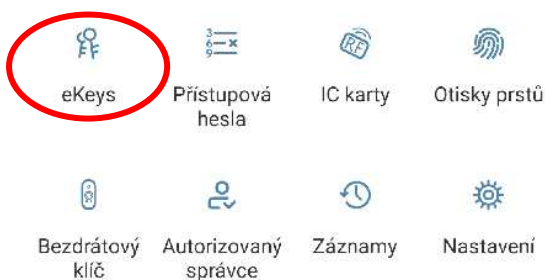 eKeys
Přístupová
hesla
IC karty
Otisky prstů
Bezdrátový
klíč
Autorizovaný
správce
Záznamy
Nastavení